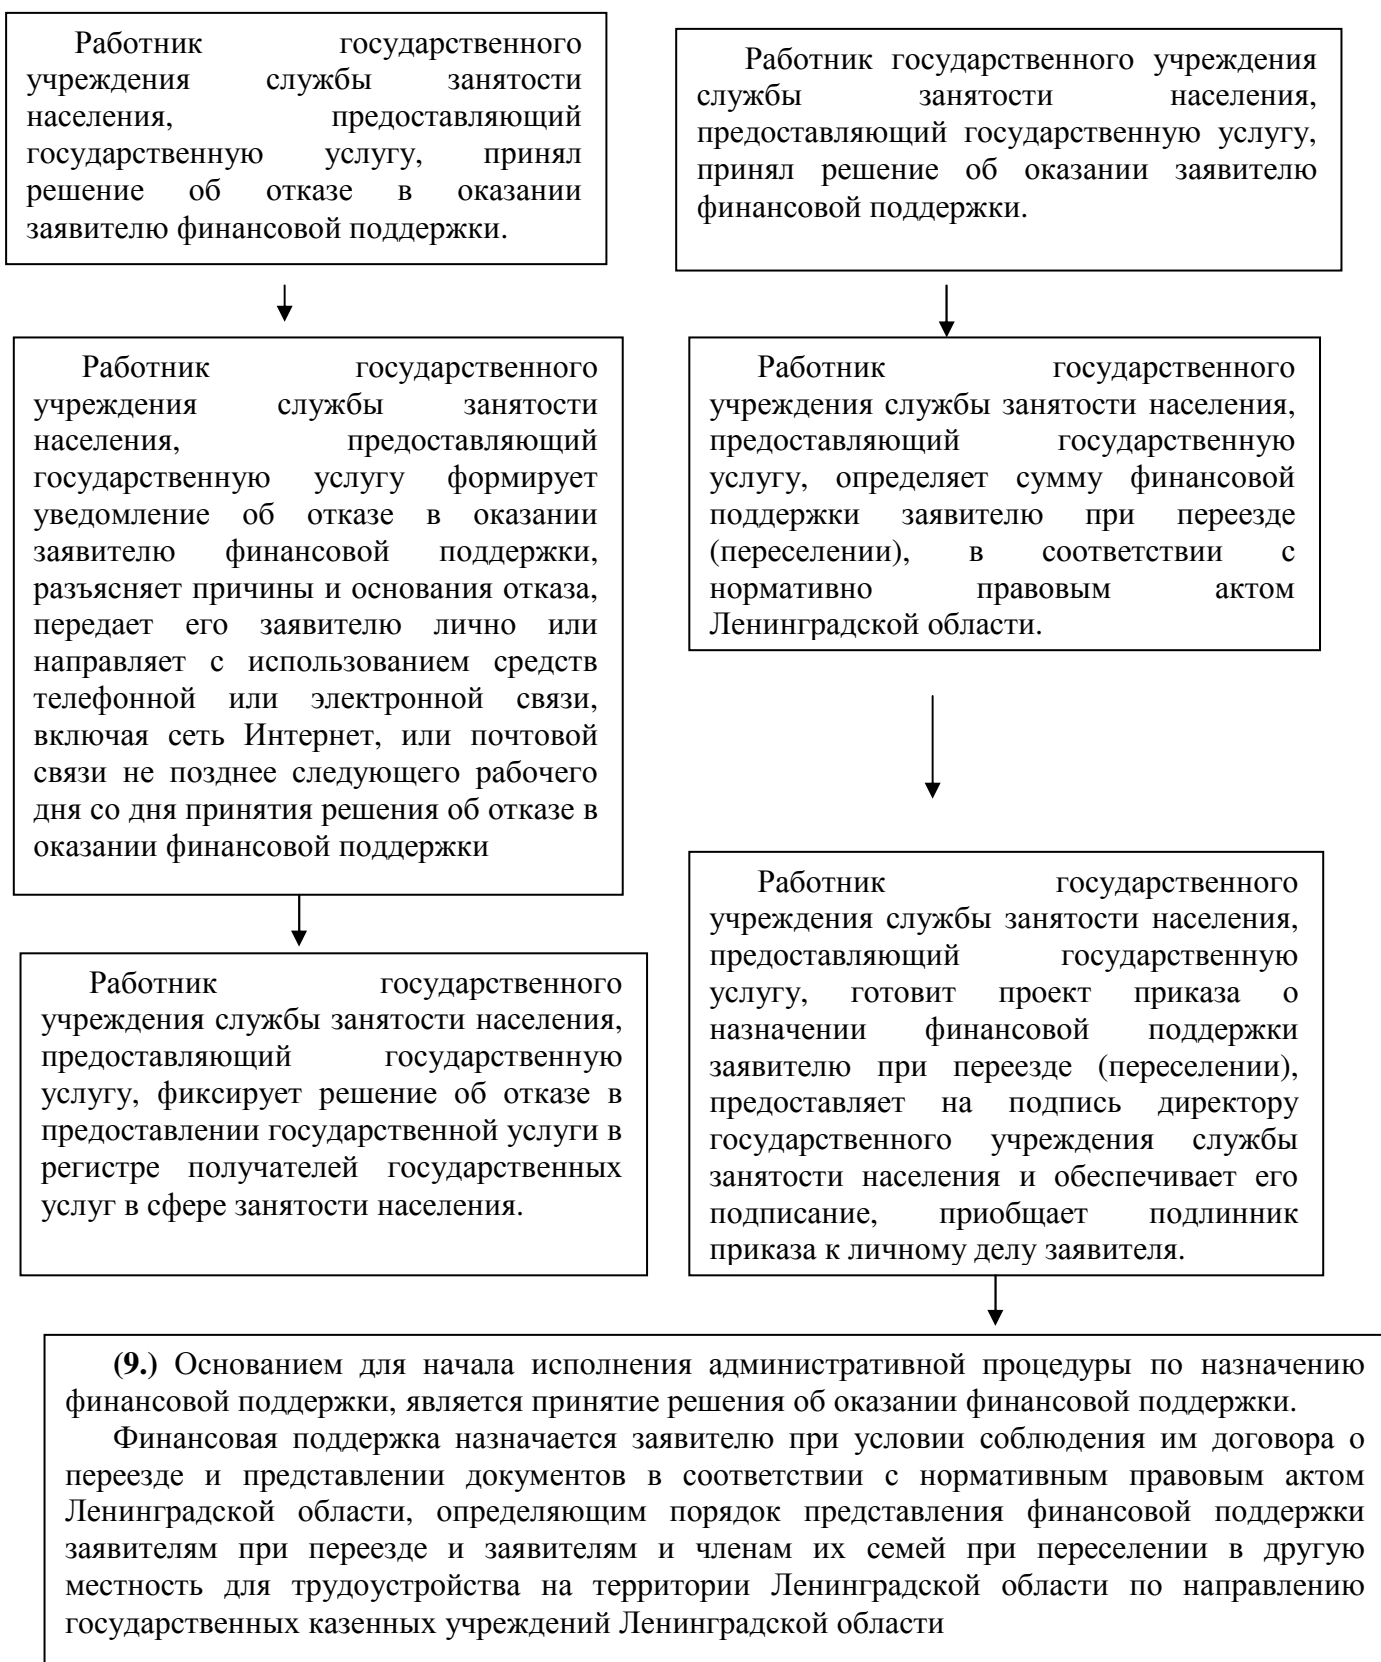 Работник государственного
учреждения службы занятости
населения, предоставляющий
государственную услугу, принял
решение об отказе в оказании
заявителю финансовой поддержки.
Работник государственного учреждения
службы занятости населения,
предоставляющий государственную услугу,
принял решение об оказании заявителю
финансовой поддержки.
Работник государственного
учреждения службы занятости
населения, предоставляющий
государственную услугу формирует
уведомление об отказе в оказании
заявителю финансовой поддержки,
разъясняет причины и основания отказа,
передает его заявителю лично или
направляет с использованием средств
телефонной или электронной связи,
включая сеть Интернет, или почтовой
связи не позднее следующего рабочего
дня со дня принятия решения об отказе в
оказании финансовой поддержки
Работник государственного
учреждения службы занятости населения,
предоставляющий государственную
услугу, определяет сумму финансовой
поддержки заявителю при переезде
(переселении), в соответствии с
нормативно правовым актом
Ленинградской области.
Работник государственного
учреждения службы занятости населения,
предоставляющий государственную
услугу, фиксирует решение об отказе в
предоставлении государственной услуги в
регистре получателей государственных
услуг в сфере занятости населения.
Работник государственного
учреждения службы занятости населения,
предоставляющий государственную
услугу, готовит проект приказа о
назначении финансовой поддержки
заявителю при переезде (переселении),
предоставляет на подпись директору
государственного учреждения службы
занятости населения и обеспечивает его
подписание, приобщает подлинник
приказа к личному делу заявителя.
(9.) Основанием для начала исполнения административной процедуры по назначению
финансовой поддержки, является принятие решения об оказании финансовой поддержки.
Финансовая поддержка назначается заявителю при условии соблюдения им договора о
переезде и представлении документов в соответствии с нормативным правовым актом
Ленинградской области, определяющим порядок представления финансовой поддержки
заявителям при переезде и заявителям и членам их семей при переселении в другую
местность для трудоустройства на территории Ленинградской области по направлению
государственных казенных учреждений Ленинградской области